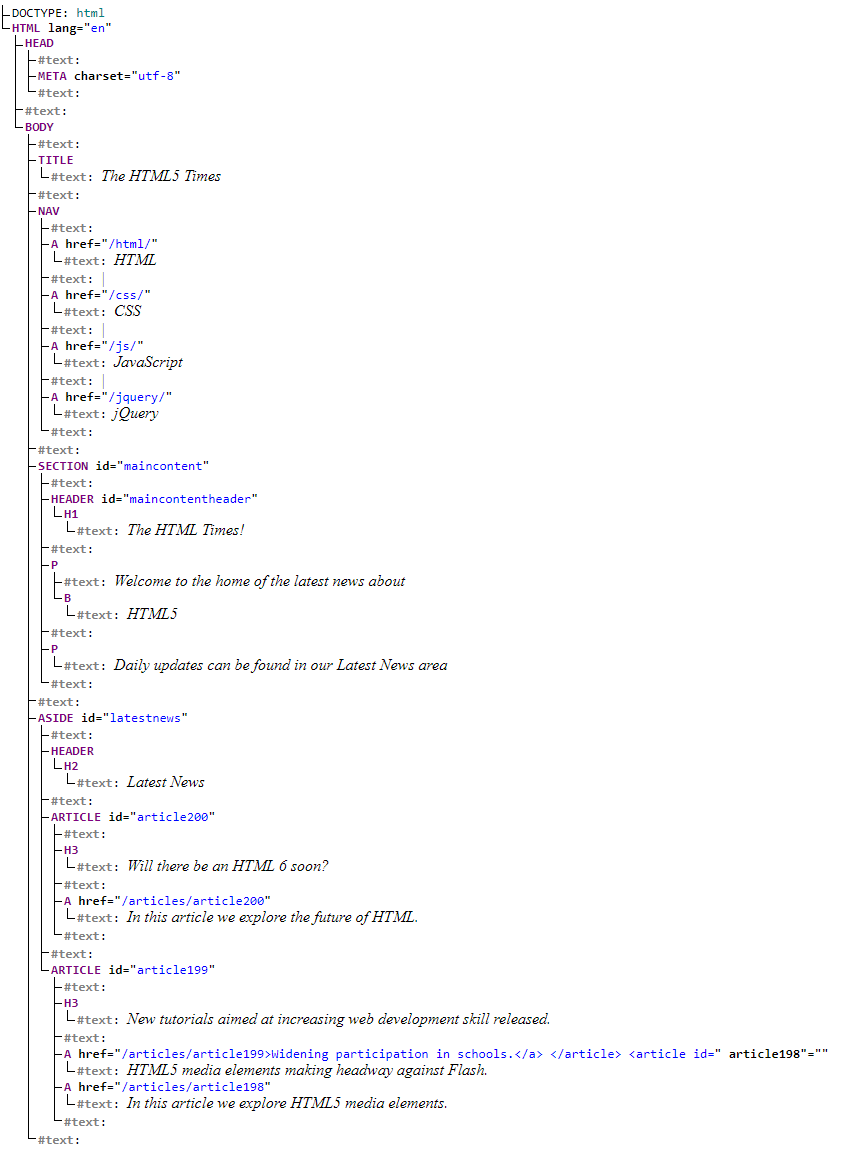 DOCTYPE: html
HTML lang="en"
HEAD
#text:
META charset="utf-8"
#text:
#text:
BODY
#text:
TITLE
#text: The HTML5 Times
#text:
NAV
#text:
A href="/html/"
#text: HTML
#text: |
A href="/css/"
#text: CSS
#text: |
A href="/js/"
#text: JavaScript
#text: |
A href="/jquery/"
#text: jQuery
#text:
#text:
SECTION id="maincontent"
#text:
HEADER id="maincontentheader"
H1
#text: The HTML Times!
#text:
P
#text: Welcome to the home of the latest news about
B
#text: HTML5
#text:
P
#text: Daily updates can be found in our Latest News area
#text:
#text:
ASIDE id="latestnews"
#text:
HEADER
H2
#text: Latest News
#text:
ARTICLE id="article200"
#text:
H3
#text: Will there be an HTML 6 soon?
#text:
A href="/articles/article200"
#text: In this article we explore the future of HTML.
#text:
#text:
ARTICLE id="article199"
#text:
H3
#text: New tutorials aimed at increasing web development skill released.
#text:
A href="/articles/article199>Widening participation in schools.</a> </article> <article id=" article198"=""
#text: HTML5 media elements making headway against Flash.
A href="/articles/article198"
#text: In this article we explore HTML5 media elements.
#text:
#text: